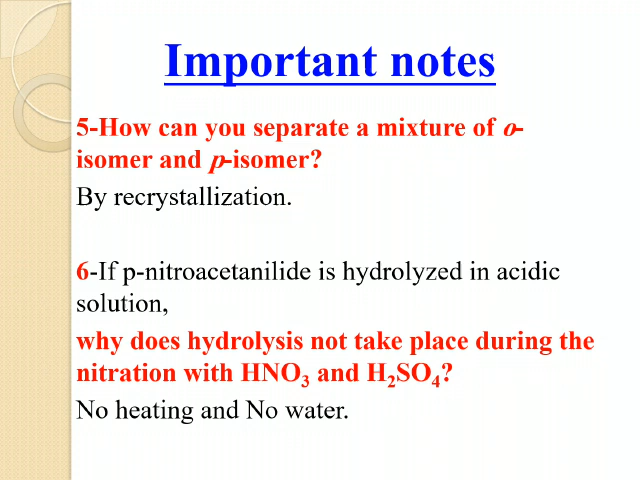 Important notes
5-How can you separate a mixture of o-
isomer and p-isomer?
By recrystallization.
6-If p-nitroacetanilide is hydrolyzed in acidic
solution,
why does hydrolysis not take place during the
nitration with HNO₃ and H₂SO₄?
No heating and No water.